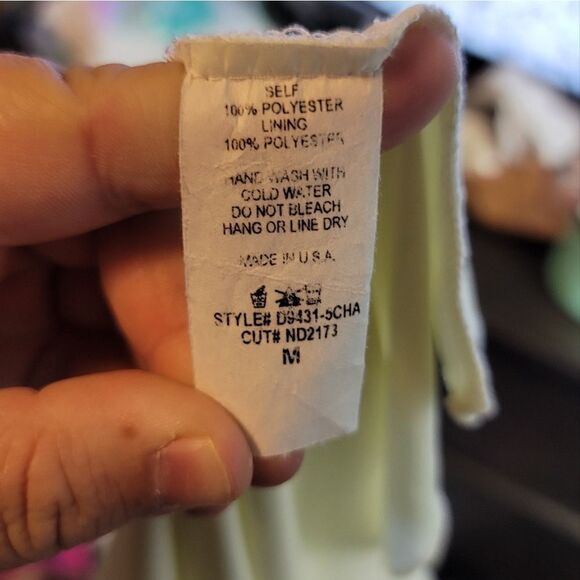 SELF
100% POLYESTER
LINING
100% POLYESTER
HAND WASH WITH
COLD WATER
DO NOT BLEACH
HANG OR LINE DRY
MADE IN U.S.A.
STYLE# D9431-5CHA
CUT# ND2173
M